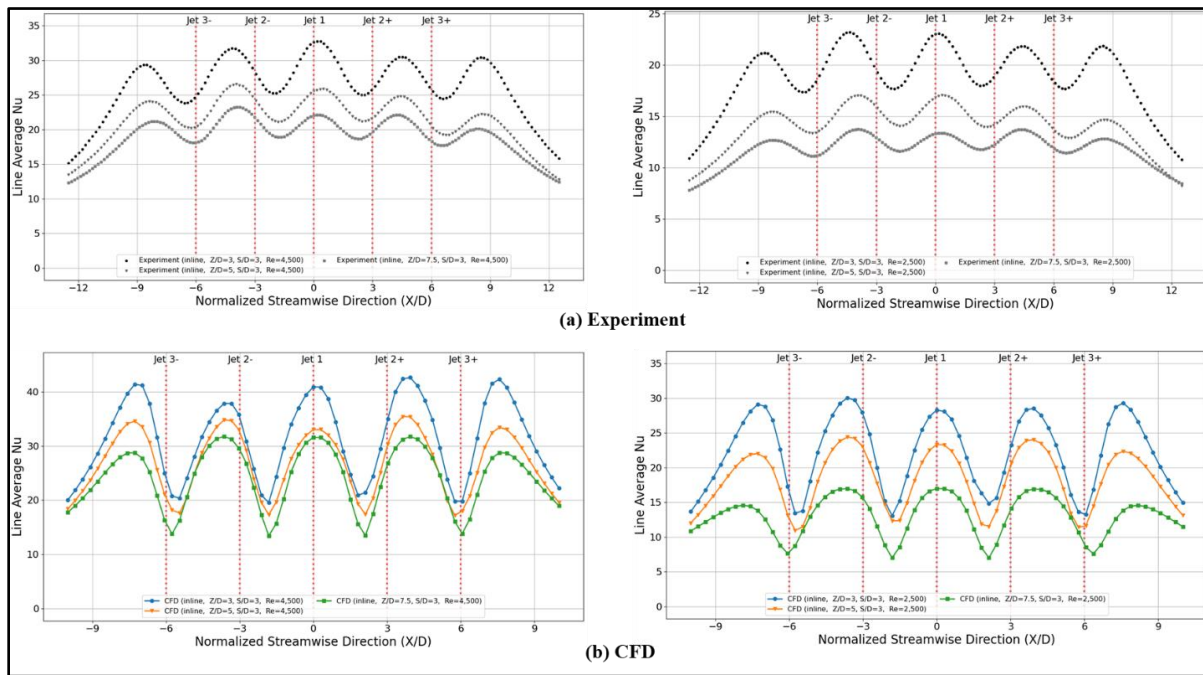 Jet 3- Jet 2- Jet 1 Jet 2+ Jet 3+
35
30
25
20
15
10
5
0
Line Average Nu
Experiment (inline, Z/D=3, S/D=3, Re=4,500)
Experiment (inline, Z/D=5, S/D=3, Re=4,500)
Experiment (inline, Z/D=7.5, S/D=3, Re=4,500)
−12 −9 −6 −3 0 3 6 9 12
Normalized Streamwise Direction (X/D)
Jet 3- Jet 2- Jet 1 Jet 2+ Jet 3+
25
20
15
10
5
0
Line Average Nu
Experiment (inline, Z/D=3, S/D=3, Re=2,500)
Experiment (inline, Z/D=5, S/D=3, Re=2,500)
Experiment (inline, Z/D=7.5, S/D=3, Re=2,500)
−12 −9 −6 −3 0 3 6 9 12
Normalized Streamwise Direction (X/D)
(a) Experiment
Jet 3- Jet 2- Jet 1 Jet 2+ Jet 3+
40
30
20
10
0
Line Average Nu
CFD (inline, Z/D=3, S/D=3, Re=4,500)
CFD (inline, Z/D=5, S/D=3, Re=4,500)
CFD (inline, Z/D=7.5, S/D=3, Re=4,500)
−9 −6 −3 0 3 6 9
Normalized Streamwise Direction (X/D)
Jet 3- Jet 2- Jet 1 Jet 2+ Jet 3+
35
30
25
20
15
10
5
0
Line Average Nu
CFD (inline, Z/D=3, S/D=3, Re=2,500)
CFD (inline, Z/D=5, S/D=3, Re=2,500)
CFD (inline, Z/D=7.5, S/D=3, Re=2,500)
−9 −6 −3 0 3 6 9
Normalized Streamwise Direction (X/D)
(b) CFD